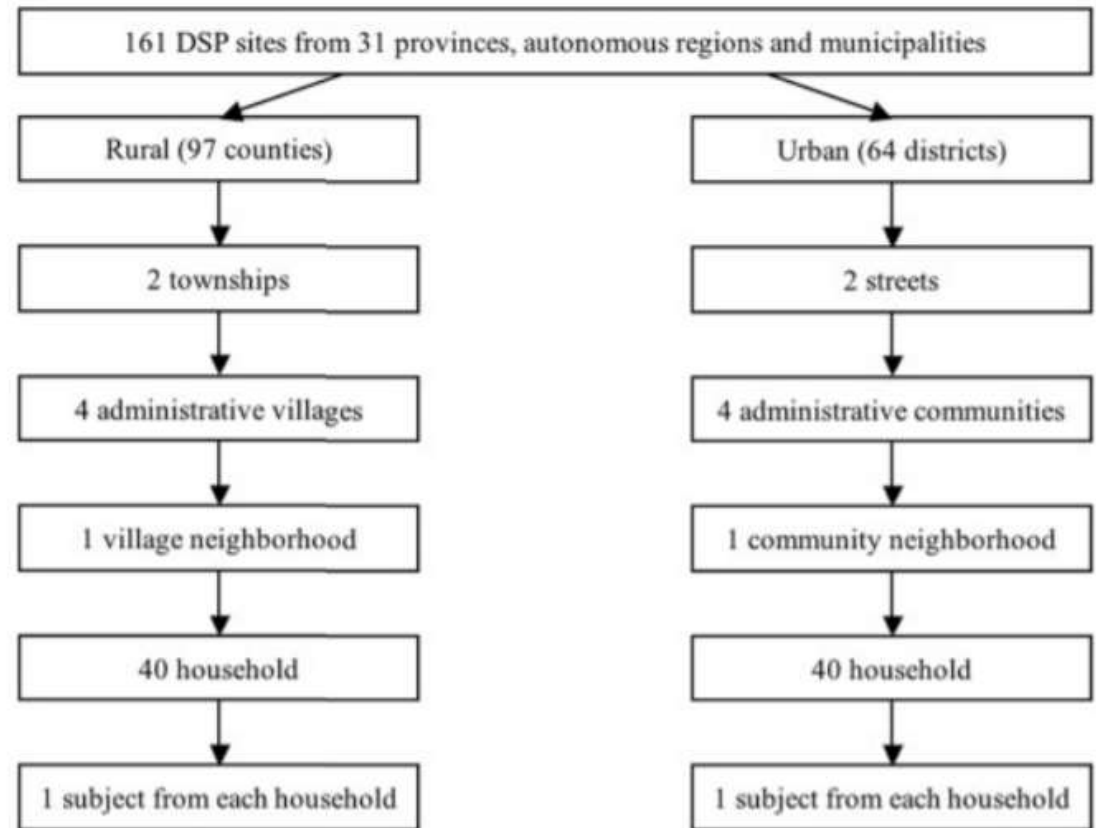 161 DSP sites from 31 provinces, autonomous regions and municipalities
Rural (97 counties)
2 townships
4 administrative villages
1 village neighborhood
40 household
1 subject from each household
Urban (64 districts)
2 streets
4 administrative communities
1 community neighborhood
40 household
1 subject from each household